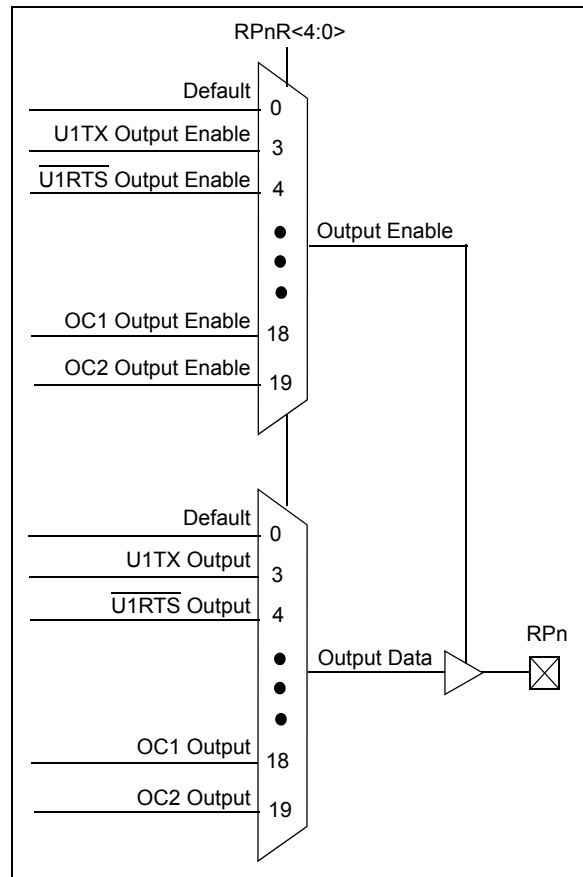 RPnR<4:0>
Default
0
U1TX Output Enable
3
U1RTS Output Enable
4
Output Enable
OC1 Output Enable
18
OC2 Output Enable
19
Default
0
U1TX Output
3
U1RTS Output
4
RPn
Output Data
OC1 Output
18
OC2 Output
19